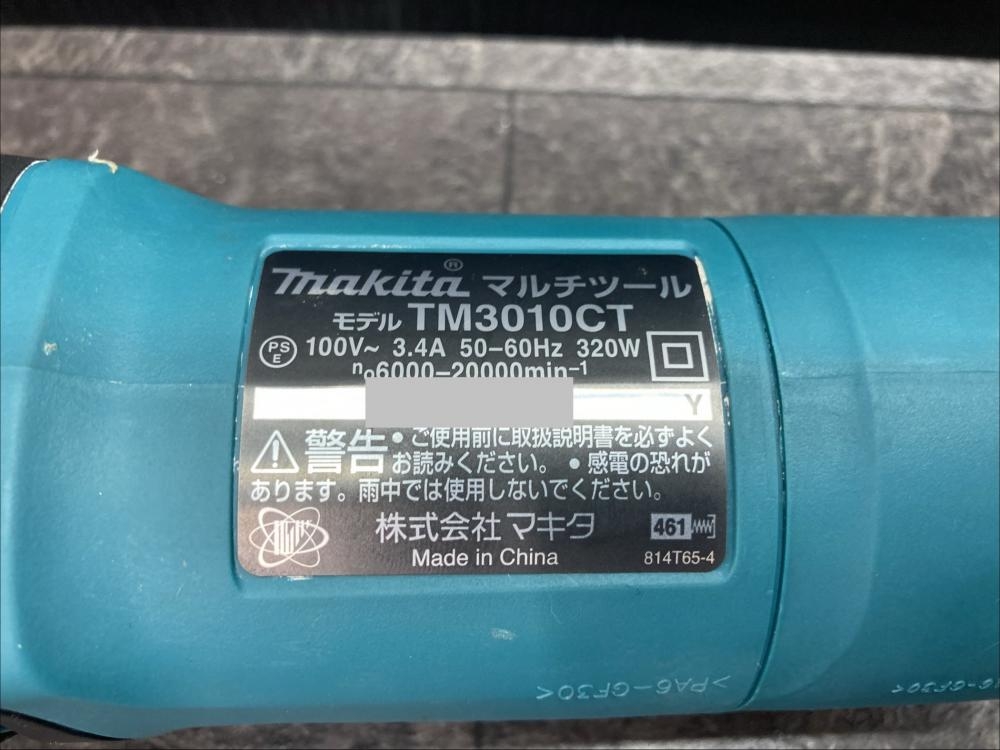 makita® マルチツール
モデル TM3010CT
PSE 100V~ 3.4A 50-60Hz 320W
n₀6000-20000min⁻¹
Y
警告 • ご使用前に取扱説明書を必ずよく
お読みください。 • 感電の恐れが
あります。雨中では使用しないでください。
株式会社マキタ 461
Made in China 814T65-4
>PA6-GF30<